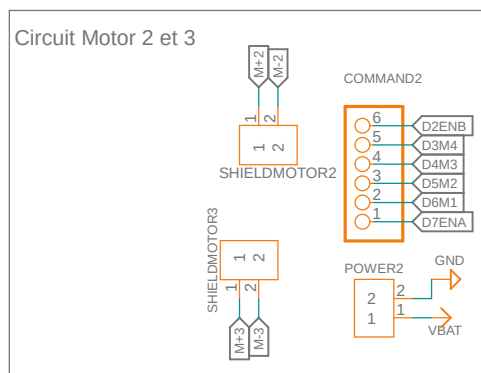 Circuit Motor 2 et 3
M+2
M-2
1
2
1 2
SHIELDMOTOR2
COMMAND2
6
D2ENB
5
D3M4
4
D4M3
3
D5M2
2
D6M1
1
D7ENA
SHIELDMOTOR3
1 2
1
2
M+3
M-3
POWER2
GND
2
2
1
1
VBAT